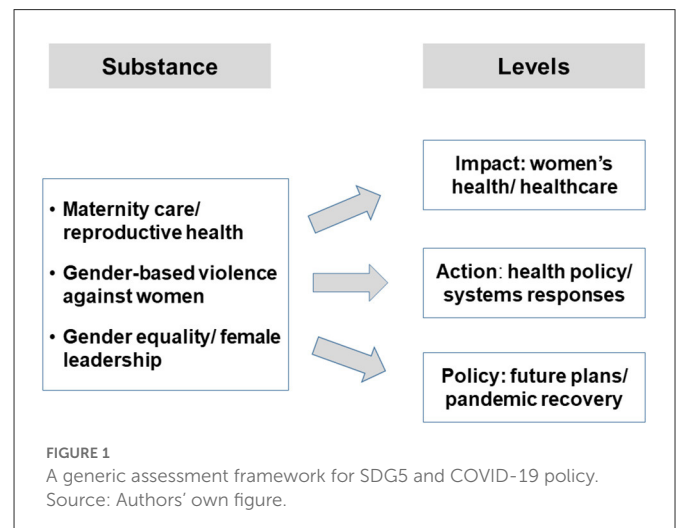 Substance
Levels
• Maternity care/
reproductive health
• Gender-based violence
against women
• Gender equality/ female
leadership
Impact: women's
health/ healthcare
Action: health policy/
systems responses
Policy: future plans/
pandemic recovery
FIGURE 1
A generic assessment framework for SDG5 and COVID-19 policy.
Source: Authors' own figure.